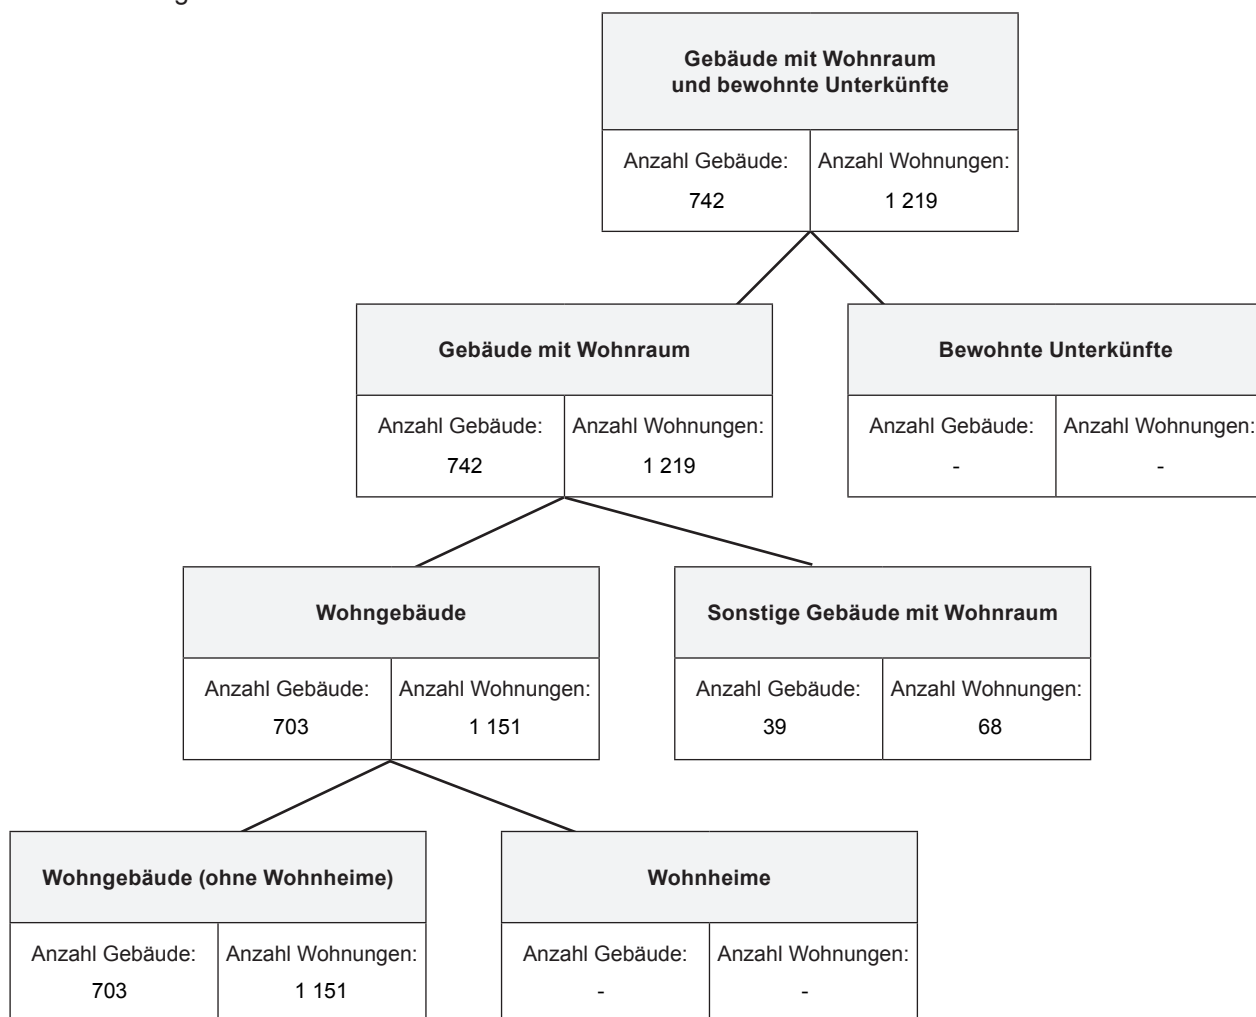 Gebäude mit Wohnraum
und bewohnte Unterkünfte
Anzahl Gebäude: Anzahl Wohnungen:
742 1 219
Gebäude mit Wohnraum Bewohnte Unterkünfte
Anzahl Gebäude: Anzahl Wohnungen: Anzahl Gebäude: Anzahl Wohnungen:
742 1 219 - -
Wohngebäude Sonstige Gebäude mit Wohnraum
Anzahl Gebäude: Anzahl Wohnungen: Anzahl Gebäude: Anzahl Wohnungen:
703 1 151 39 68
Wohngebäude (ohne Wohnheime) Wohnheime
Anzahl Gebäude: Anzahl Wohnungen: Anzahl Gebäude: Anzahl Wohnungen:
703 1 151 - -